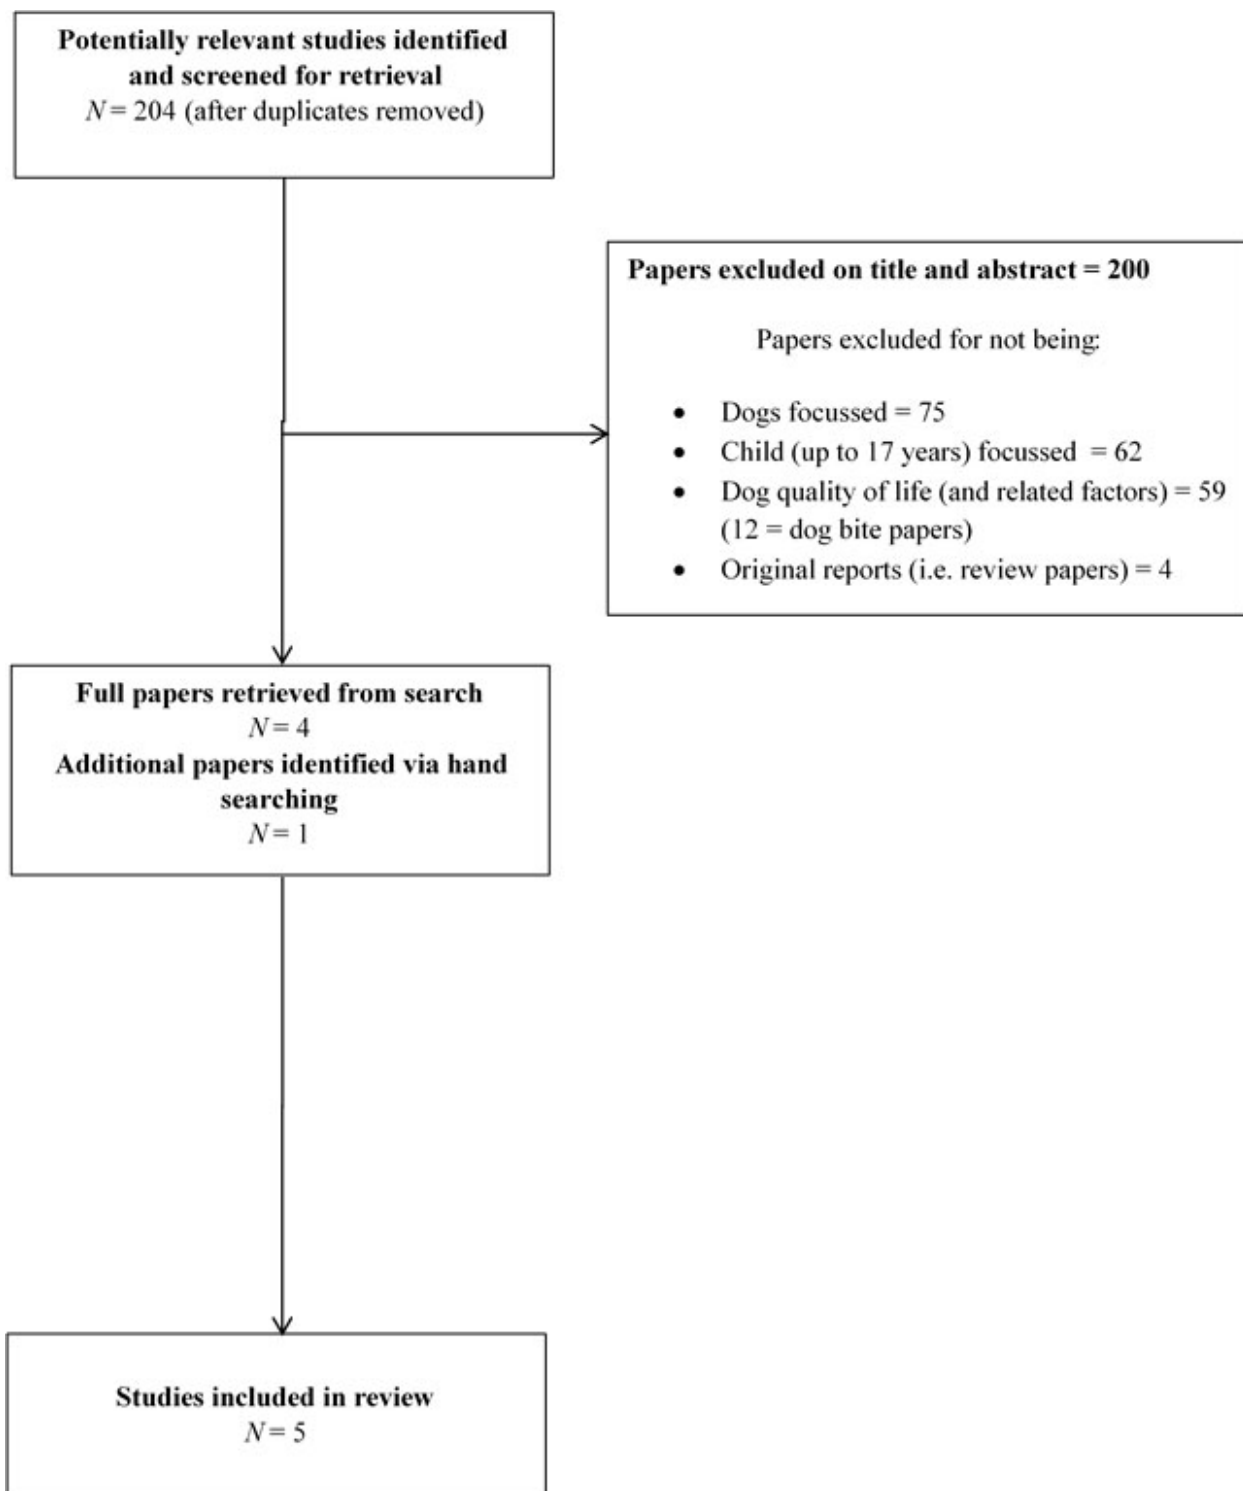 Potentially relevant studies identified
and screened for retrieval
N = 204 (after duplicates removed)
Papers excluded on title and abstract = 200
Papers excluded for not being:
• Dogs focussed = 75
• Child (up to 17 years) focussed = 62
• Dog quality of life (and related factors) = 59
(12 = dog bite papers)
• Original reports (i.e. review papers) = 4
Full papers retrieved from search
N = 4
Additional papers identified via hand
searching
N = 1
Studies included in review
N = 5